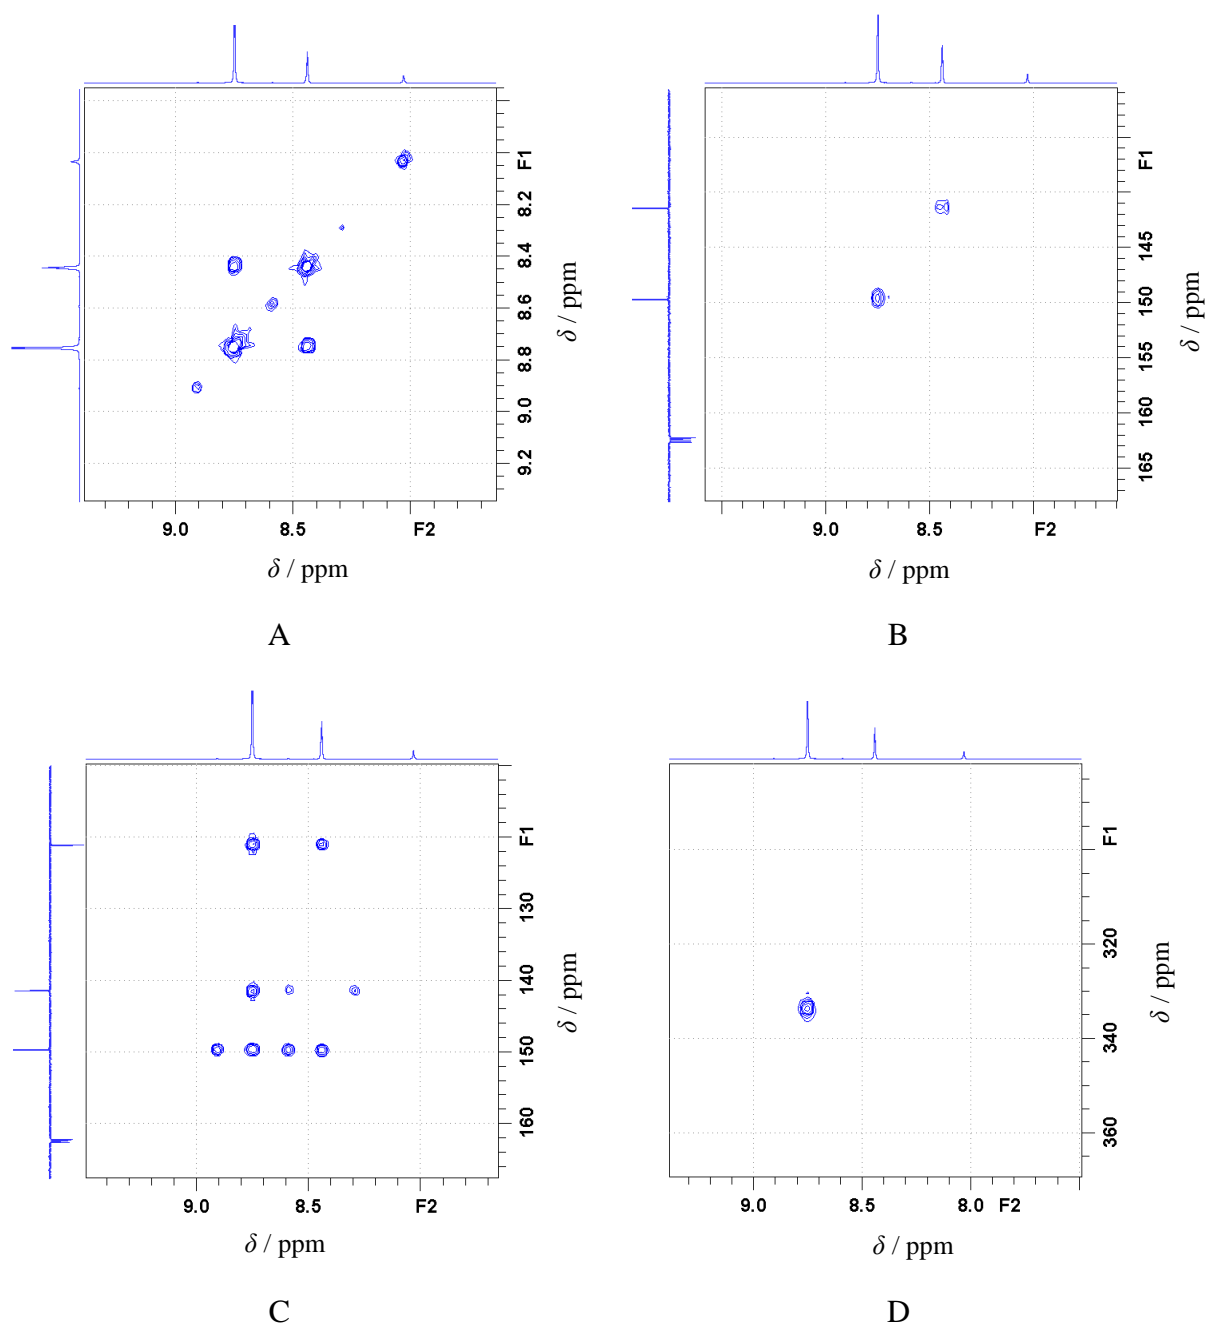 F1
8.2
8.4
8.6
8.8
9.0
9.2
δ / ppm
9.0 8.5 F2
δ / ppm
A
F1
145
150
155
160
165
δ / ppm
9.0 8.5 F2
δ / ppm
B
F1
130
140
150
160
δ / ppm
9.0 8.5 F2
δ / ppm
C
F1
320
340
360
δ / ppm
9.0 8.5 8.0 F2
δ / ppm
D